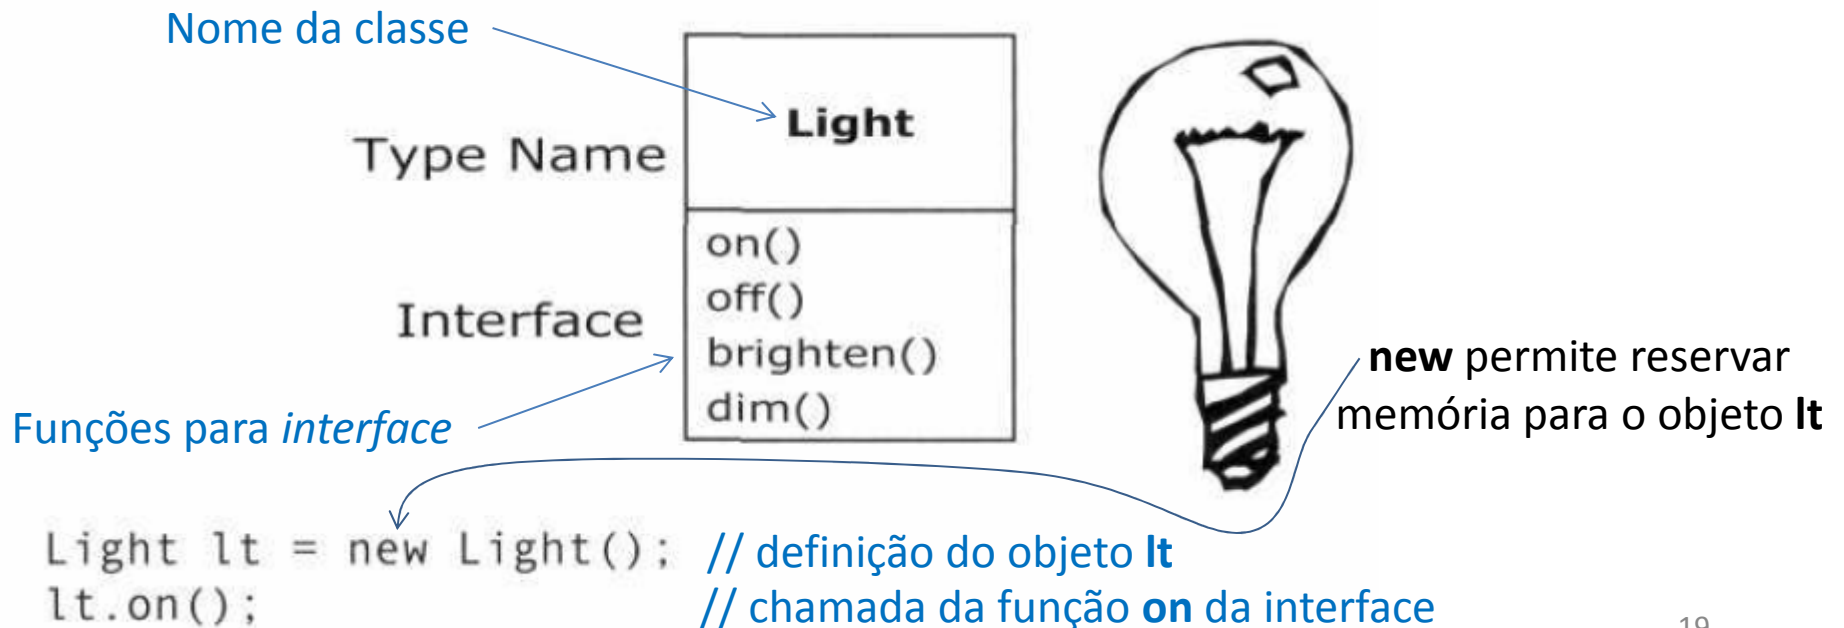 Nome da classe
Light
Type Name
on()
off()
Interface
brighten()
dim()
new permite reservar
memória para o objeto lt
Funções para interface
Light lt = new Light(); // definição do objeto lt
lt.on(); // chamada da função on da interface
19